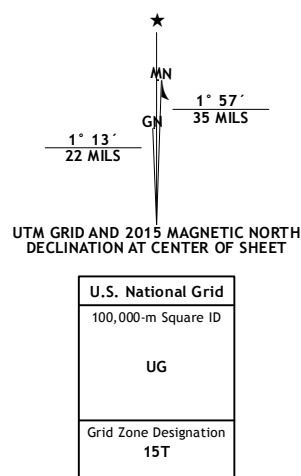 ★
MN
1° 57´
35 MILS
GN
1° 13´
22 MILS
UTM GRID AND 2015 MAGNETIC NORTH
DECLINATION AT CENTER OF SHEET
U.S. National Grid
100,000-m Square ID
UG
Grid Zone Designation
15T